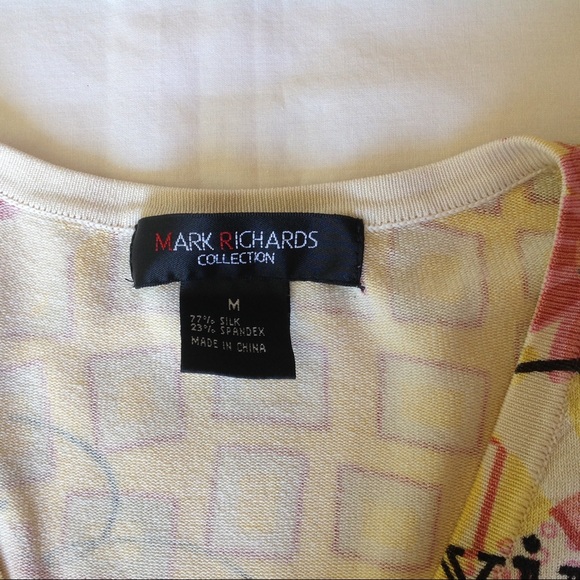 MARK RICHARDS
COLLECTION
M
77% SILK
23% SPANDEX
MADE IN CHINA